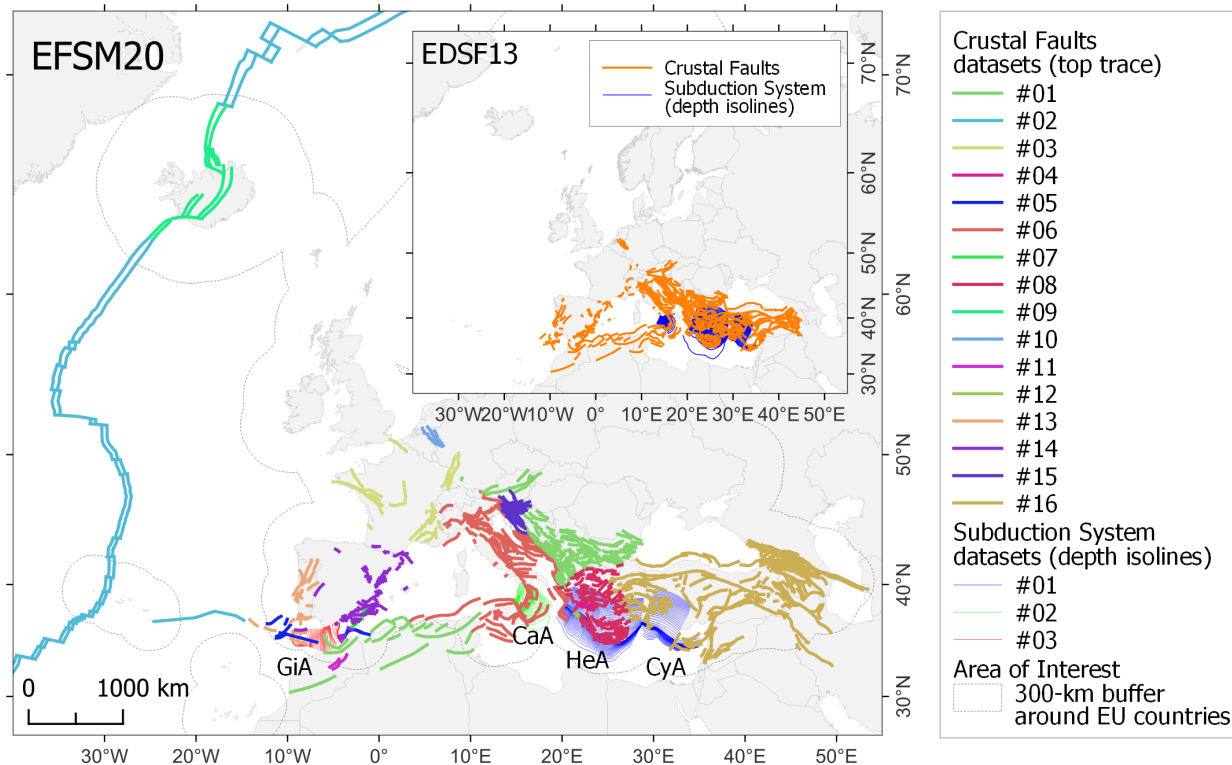 EFSM20
EDSF13
Crustal Faults
Subduction System
(depth isolines)
70°N
60°N
50°N
40°N
30°N
30°W
20°W
10°W
0°
10°E
20°E
30°E
40°E
50°E
70°N
60°N
50°N
40°N
30°N
GiA
CaA
HeA
CyA
0 1000 km
30°W
20°W
10°W
0°
10°E
20°E
30°E
40°E
50°E
Crustal Faults
datasets (top trace)
#01
#02
#03
#04
#05
#06
#07
#08
#09
#10
#11
#12
#13
#14
#15
#16
Subduction System
datasets (depth isolines)
#01
#02
#03
Area of Interest
300-km buffer
around EU countries